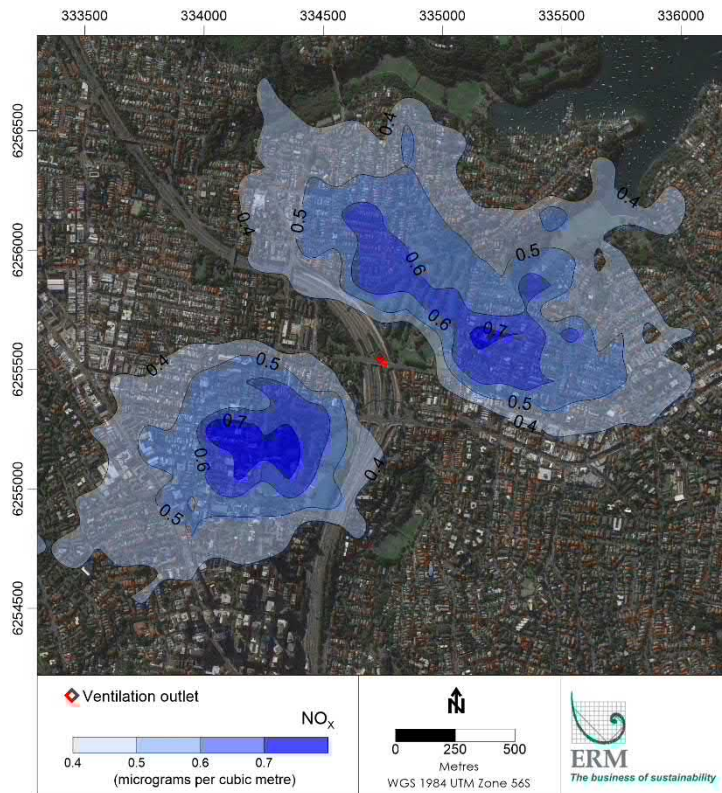 333500 334000 334500 335000 335500 336000
6256500
6256000
6255500
6255000
6254500
0.4
0.4
0.5
0.4
0.5
0.6
0.6
0.7
0.5
0.4
0.4
0.5
0.7
0.6
0.4
0.5
Ventilation outlet
NOx
0.4 0.5 0.6 0.7
(micrograms per cubic metre)
N
0 250 500
Metres
WGS 1984 UTM Zone 56S
ERM
The business of sustainability